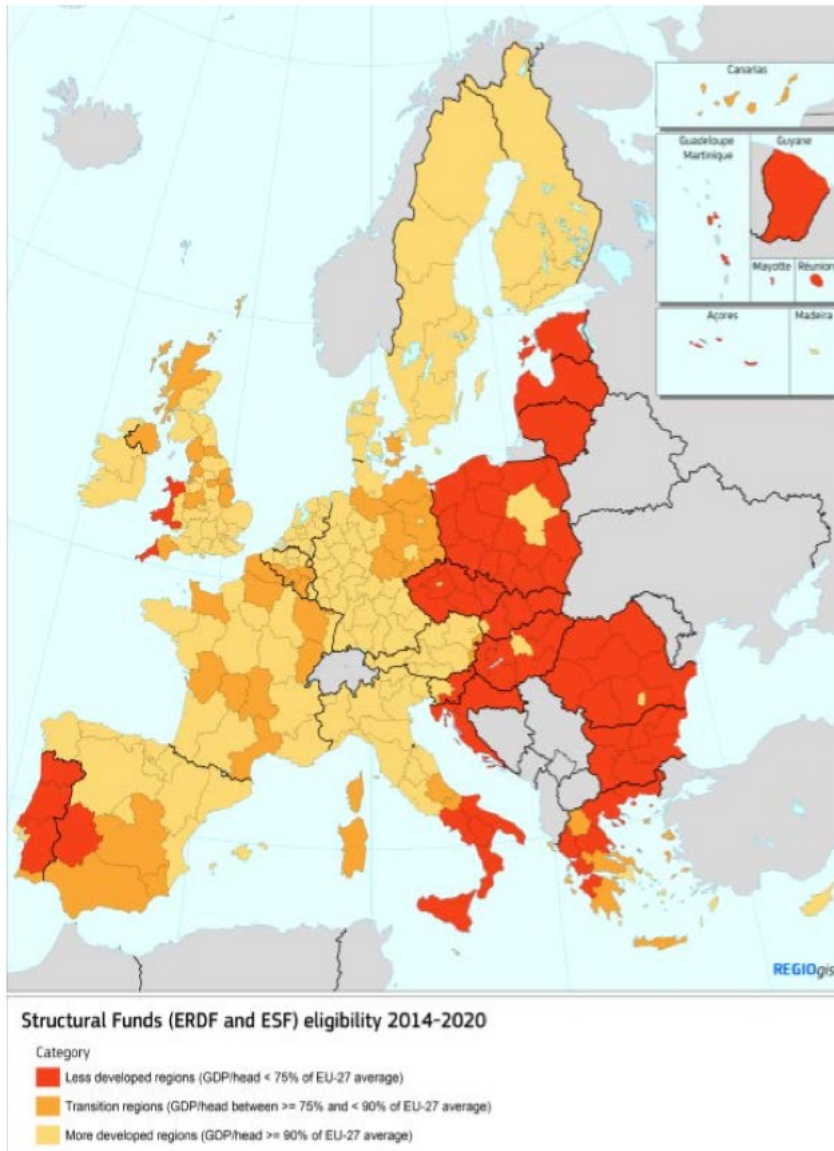 Canarias
Guadeloupe
Martinique
Guyane
Mayotte
Réunion
Açores
Madeira
REGIOgis
Structural Funds (ERDF and ESF) eligibility 2014-2020
Category
Less developed regions (GDP/head < 75% of EU-27 average)
Transition regions (GDP/head between >= 75% and < 90% of EU-27 average)
More developed regions (GDP/head >= 90% of EU-27 average)